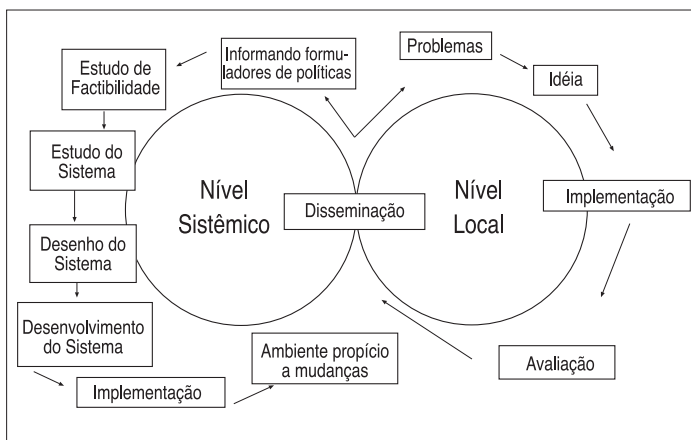 Informando formu-
ladores de políticas
Problemas
Idéia
Estudo de
Factibilidade
Estudo do
Sistema
Nível
Sistêmico
Disseminação
Nível
Local
Implementação
Desenho do
Sistema
Desenvolvimento
do Sistema
Implementação
Ambiente propício
a mudanças
Avaliação